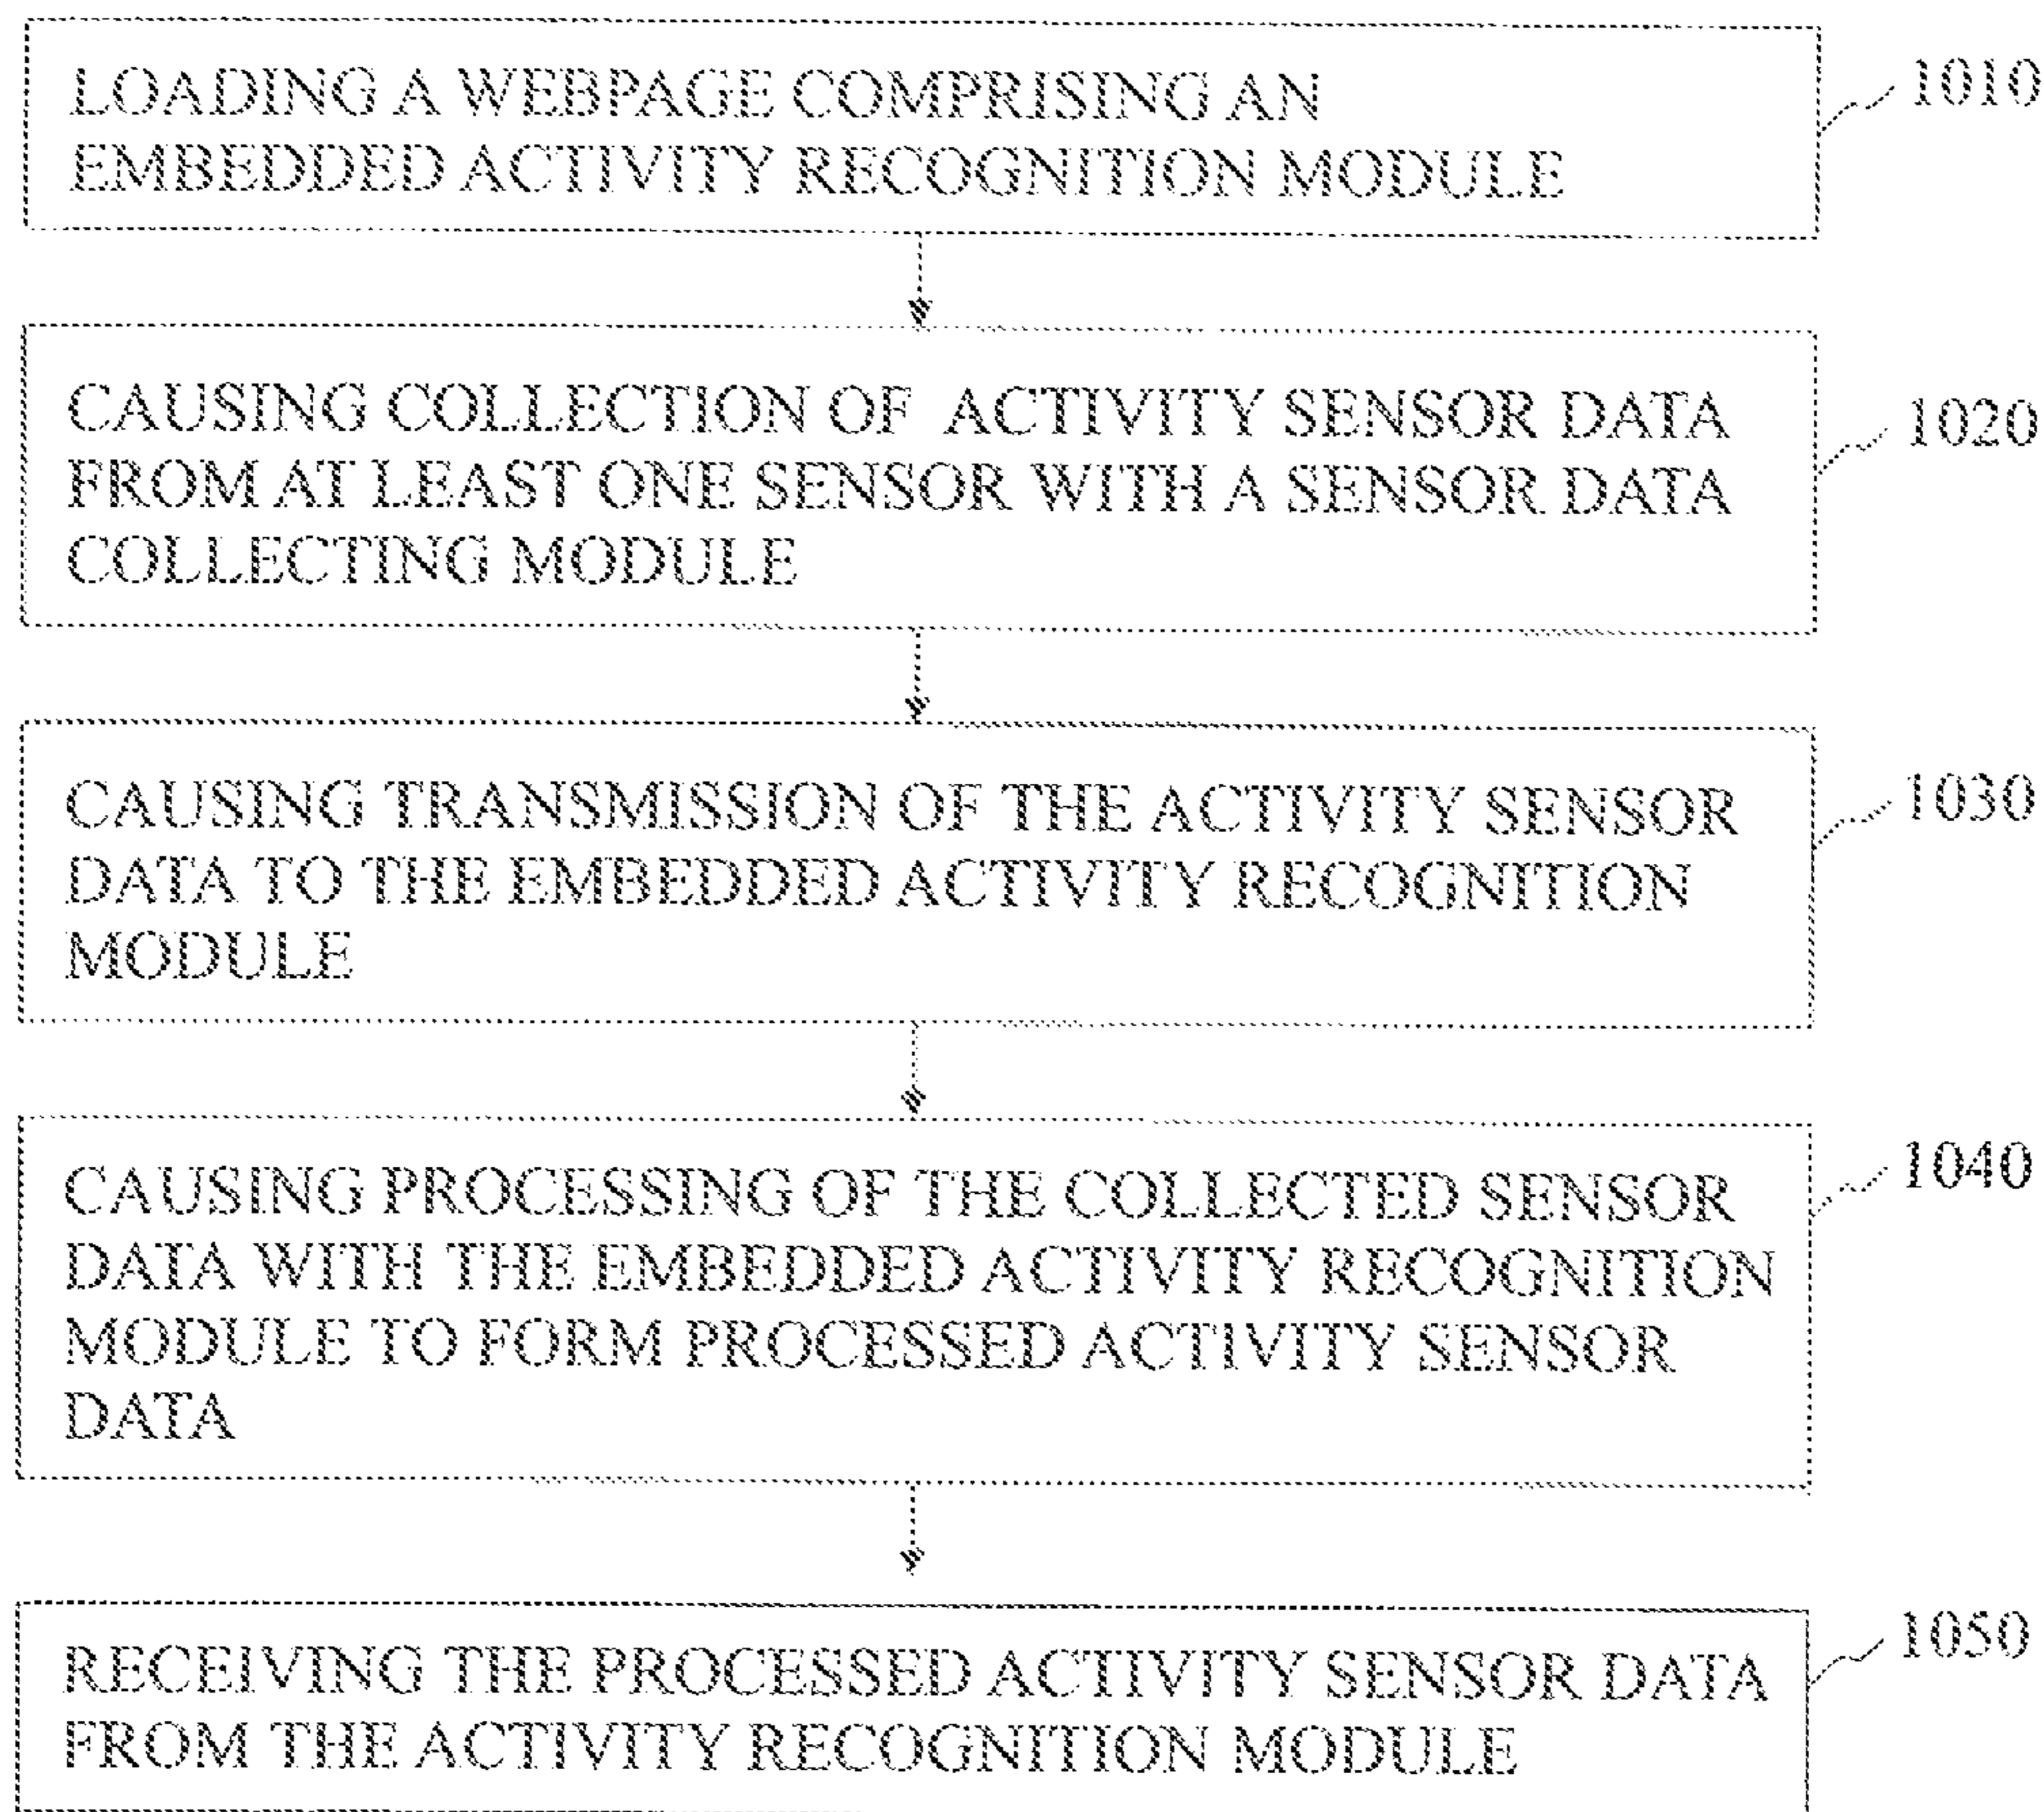 LOADING A WEBPAGE COMPRISING AN
EMBEDDED ACTIVITY RECOGNITION MODULE
1010
CAUSING COLLECTION OF ACTIVITY SENSOR DATA
FROM AT LEAST ONE SENSOR WITH A SENSOR DATA
COLLECTING MODULE
1020
CAUSING TRANSMISSION OF THE ACTIVITY SENSOR
DATA TO THE EMBEDDED ACTIVITY RECOGNITION
MODULE
1030
CAUSING PROCESSING OF THE COLLECTED SENSOR
DATA WITH THE EMBEDDED ACTIVITY RECOGNITION
MODULE TO FORM PROCESSED ACTIVITY SENSOR
DATA
1040
RECEIVING THE PROCESSED ACTIVITY SENSOR DATA
FROM THE ACTIVITY RECOGNITION MODULE
1050